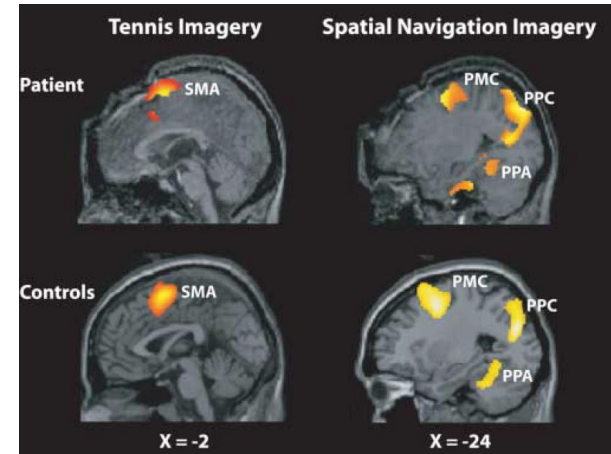 Tennis Imagery
Spatial Navigation Imagery
Patient
SMA
PMC
PPC
PPA
Controls
SMA
PMC
PPC
PPA
X = -2
X = -24